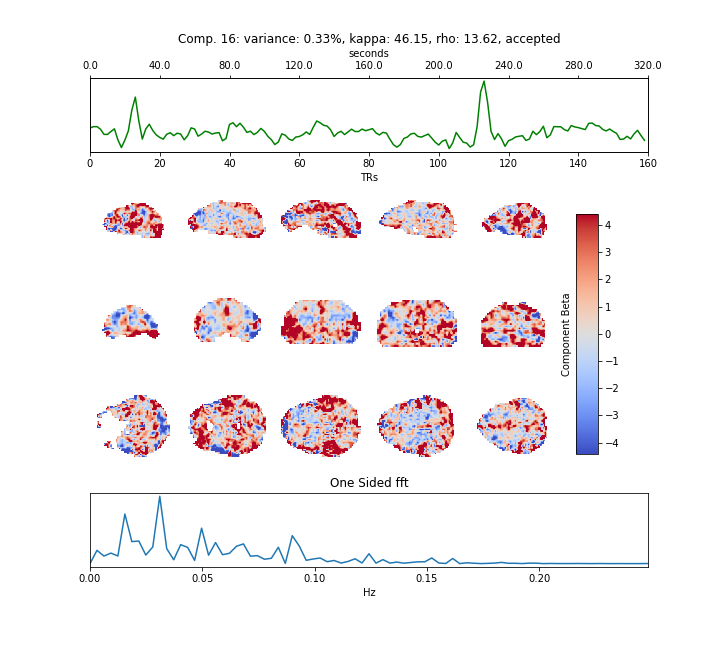 Comp. 16: variance: 0.33%, kappa: 46.15, rho: 13.62, accepted
seconds
0.0 40.0 80.0 120.0 160.0 200.0 240.0 280.0 320.0
0 20 40 60 80 100 120 140 160
TRs
4
3
2
1
0
−1
−2
−3
−4
Component Beta
One Sided fft
0.00 0.05 0.10 0.15 0.20
Hz